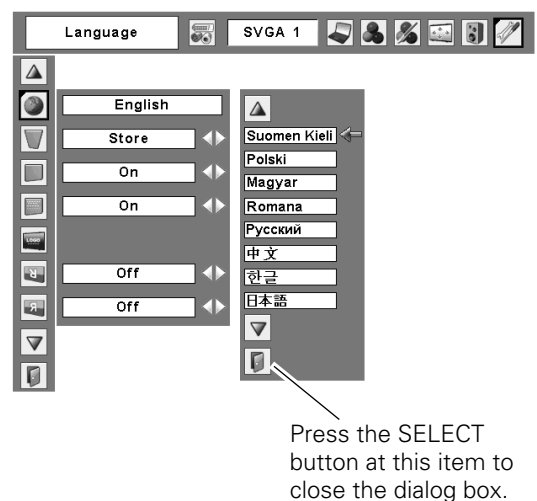 Language
SVGA 1
English
Store
On
On
LOGO
Off
Off
Suomen Kieli
Polski
Magyar
Romana
Русский
中文
한글
日本語
Press the SELECT
button at this item to
close the dialog box.